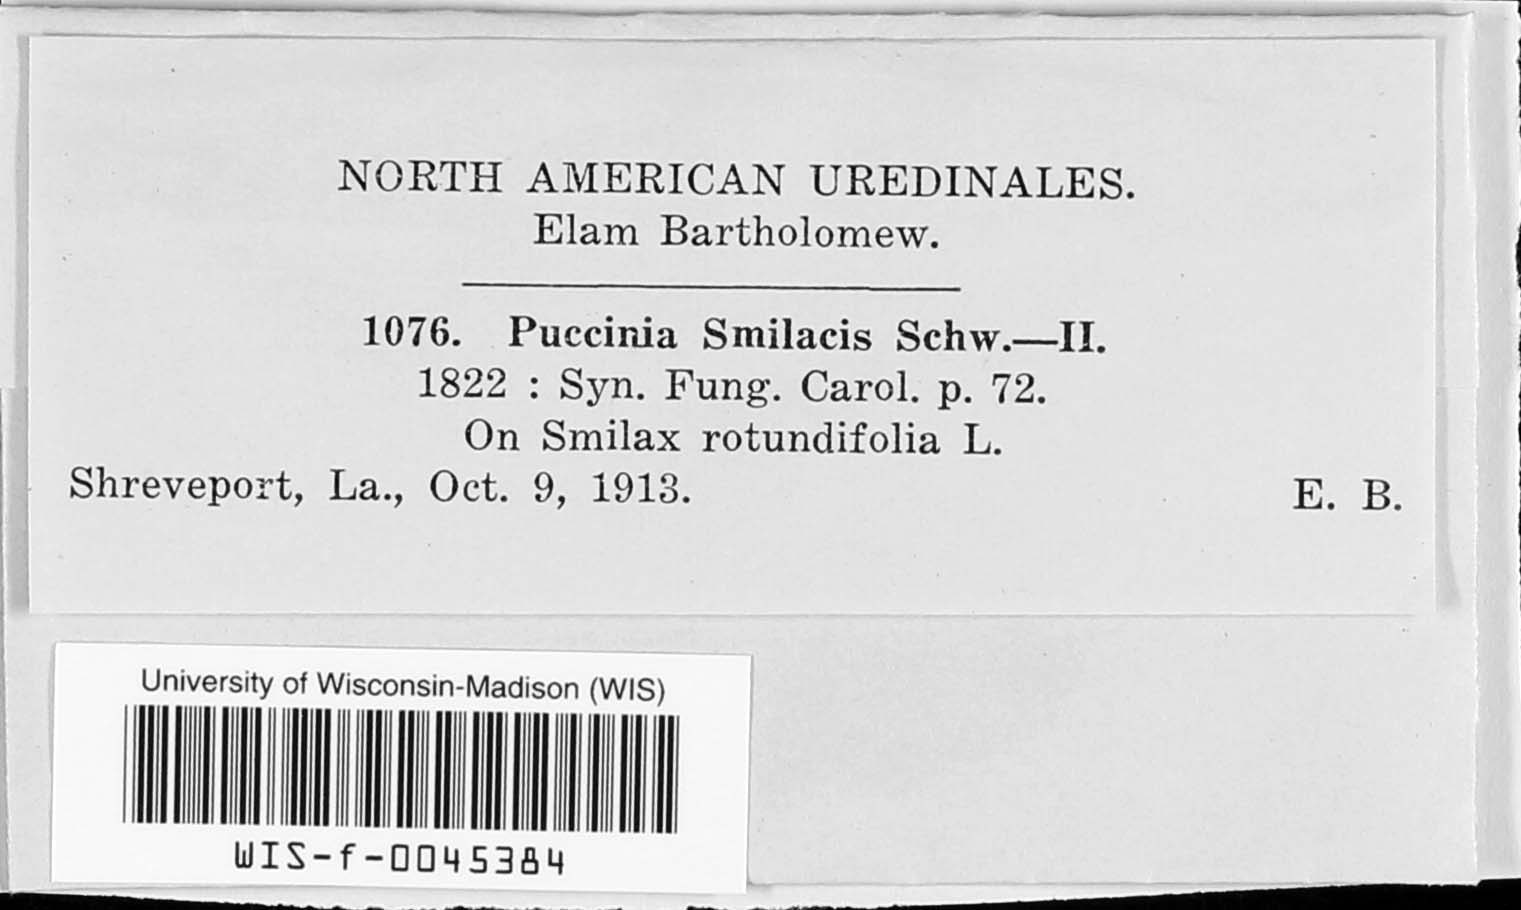 NORTH AMERICAN UREDINALES.
Elam Bartholomew.
1076. Puccinia Smilacis Schw.—II.
1822 : Syn. Fung. Carol. p. 72.
On Smilax rotundifolia L.
Shreveport, La., Oct. 9, 1913. E. B.
University of Wisconsin-Madison (WIS)
WIS-f-0045384